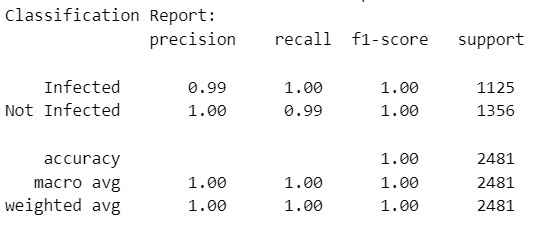 Classification Report:
precision recall f1-score support
Infected 0.99 1.00 1.00 1125
Not Infected 1.00 0.99 1.00 1356
accuracy 1.00 2481
macro avg 1.00 1.00 1.00 2481
weighted avg 1.00 1.00 1.00 2481